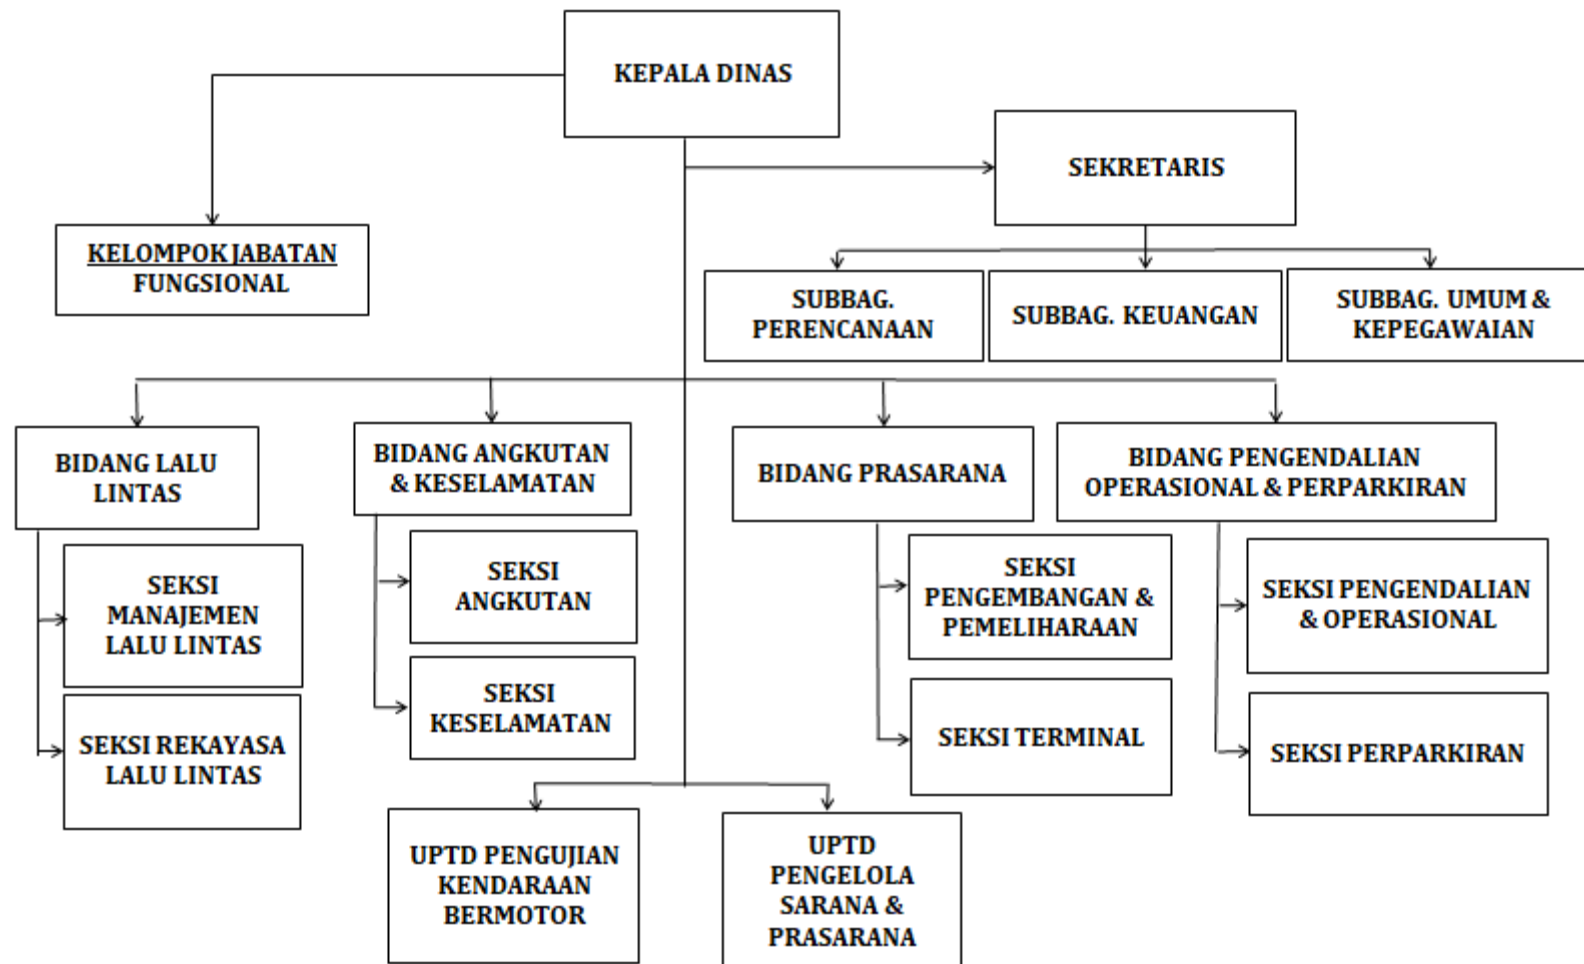 KEPALA DINAS
SEKRETARIS
KELOMPOK JABATAN
FUNGSIONAL
SUBBAG.
PERENCANAAN
SUBBAG. KEUANGAN
SUBBAG. UMUM &
KEPEGAWAIAN
BIDANG LALU
LINTAS
BIDANG ANGKUTAN
& KESELAMATAN
BIDANG PRASARANA
BIDANG PENGENDALIAN
OPERASIONAL & PERPARKIRAN
SEKSI
MANAJEMEN
LALU LINTAS
SEKSI REKAYASA
LALU LINTAS
SEKSI
ANGKUTAN
SEKSI
KESELAMATAN
SEKSI
PENGEMBANGAN &
PEMELIHARAAN
SEKSI TERMINAL
SEKSI PENGENDALIAN
& OPERASIONAL
SEKSI PERPARKIRAN
UPTD PENGUJIAN
KENDARAAN
BERMOTOR
UPTD
PENGELOLA
SARANA &
PRASARANA